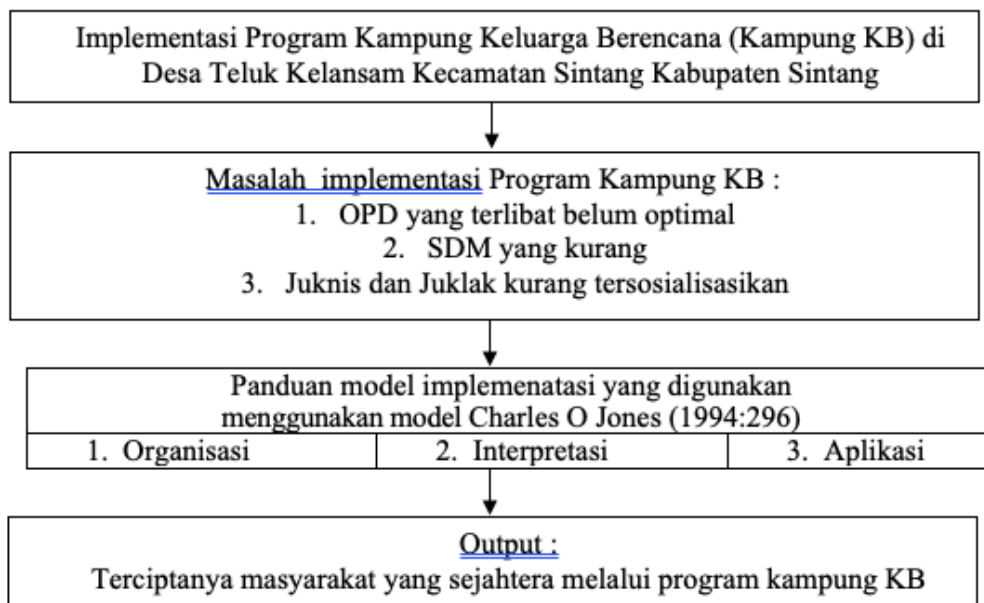 Implementasi Program Kampung Keluarga Berencana (Kampung KB) di
Desa Teluk Kelansam Kecamatan Sintang Kabupaten Sintang
Masalah implementasi Program Kampung KB :
1. OPD yang terlibat belum optimal
2. SDM yang kurang
3. Juknis dan Juklak kurang tersosialisasikan
Panduan model implemenatasi yang digunakan
menggunakan model Charles O Jones (1994:296)
1. Organisasi 2. Interpretasi 3. Aplikasi
Output :
Terciptanya masyarakat yang sejahtera melalui program kampung KB